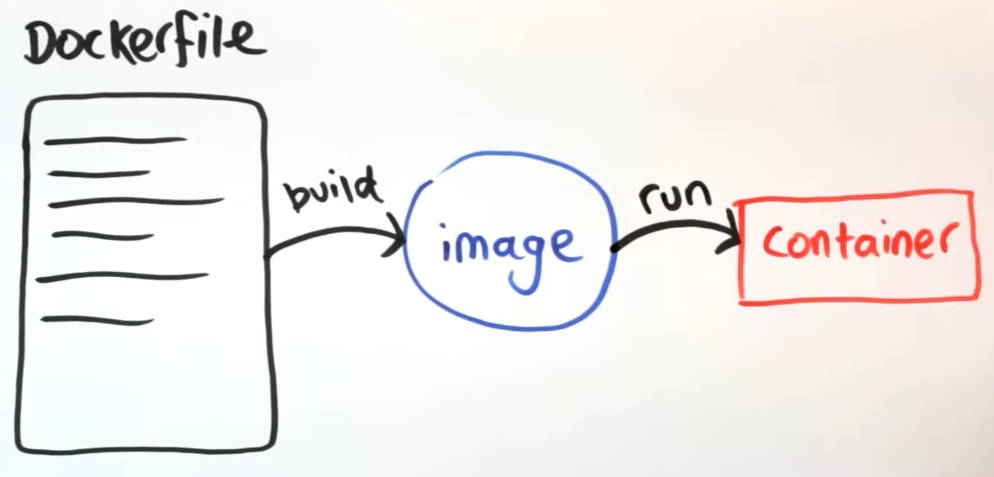 Dockerfile
build
image
run
container